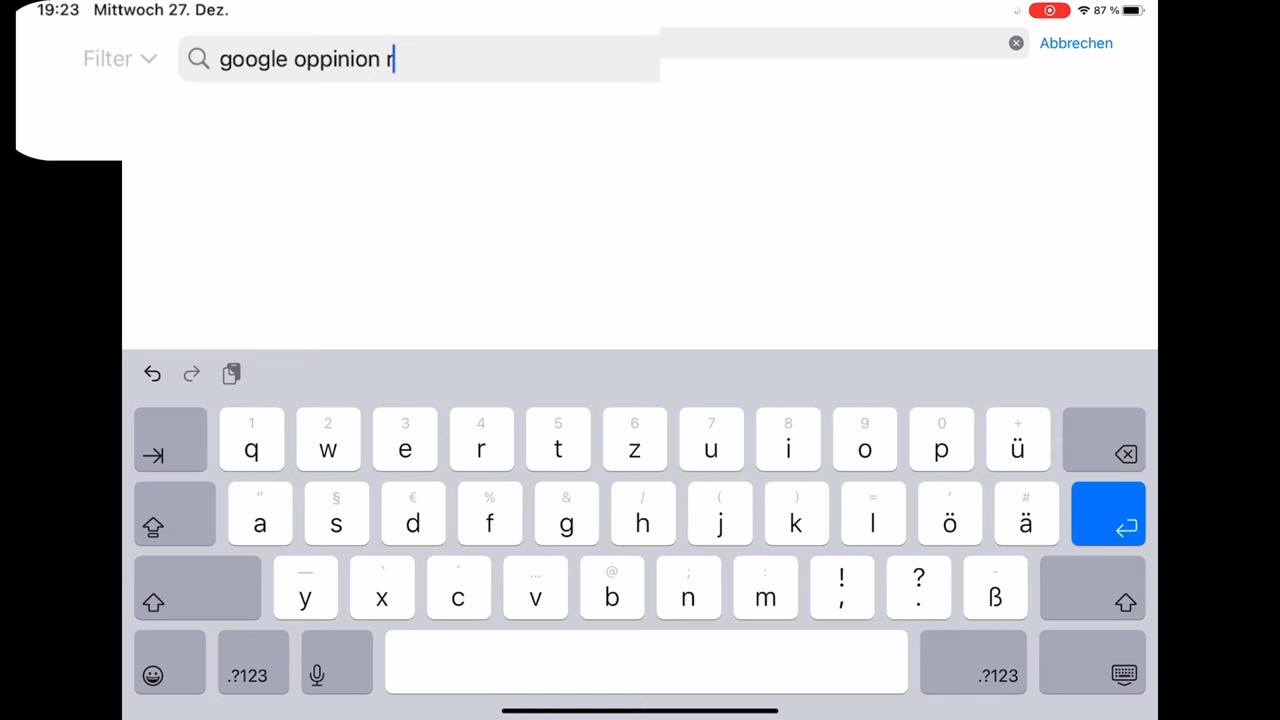 19:23 Mittwoch 27. Dez. 87 %
Filter google oppinion r Abbrechen
1 2 3 4 5 6 7 8 9 0 +
q w e r t z u i o p ü
" § € % & / ( ) = ' #
a s d f g h j k l ö ä
— ` ´ ... @ ; : ! ? -
y x c v b n m , . ß
.?123 .?123